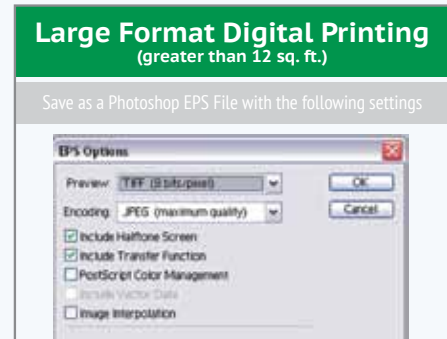 Large Format Digital Printing
(greater than 12 sq. ft.)
Save as a Photoshop EPS File with the following settings
EPS Options
Preview: TIFF (8 bits/pixel) OK
Encoding: JPEG (maximum quality) Cancel
Include Halftone Screen
Include Transfer Function
PostScript Color Management
Include Vector Data
Image Interpolation